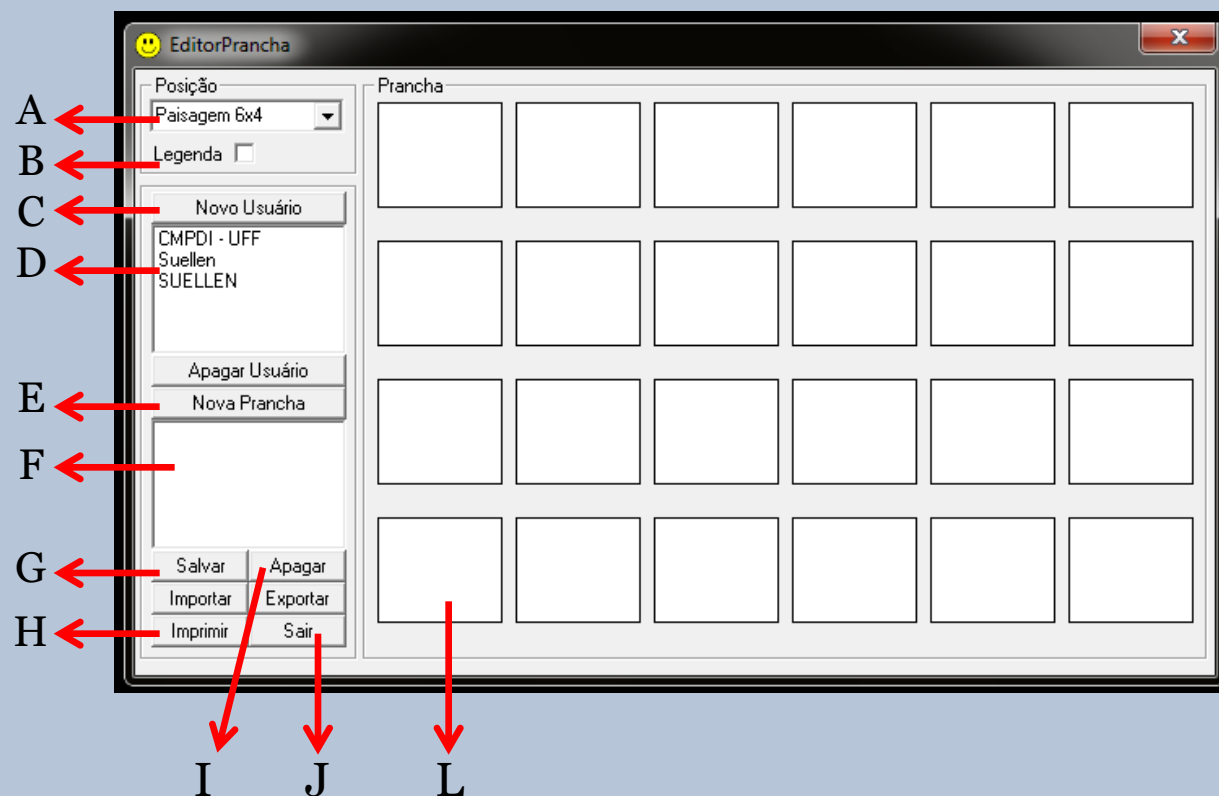 EditorPrancha
X
Posição
Prancha
A
Paisagem 6x4
B
Legenda
C
Novo Usuário
D
CMPDI - UFF
Suellen
SUELLEN
Apagar Usuário
E
Nova Prancha
F
G
Salvar Apagar
Importar Exportar
H
Imprimir Sair
I J L